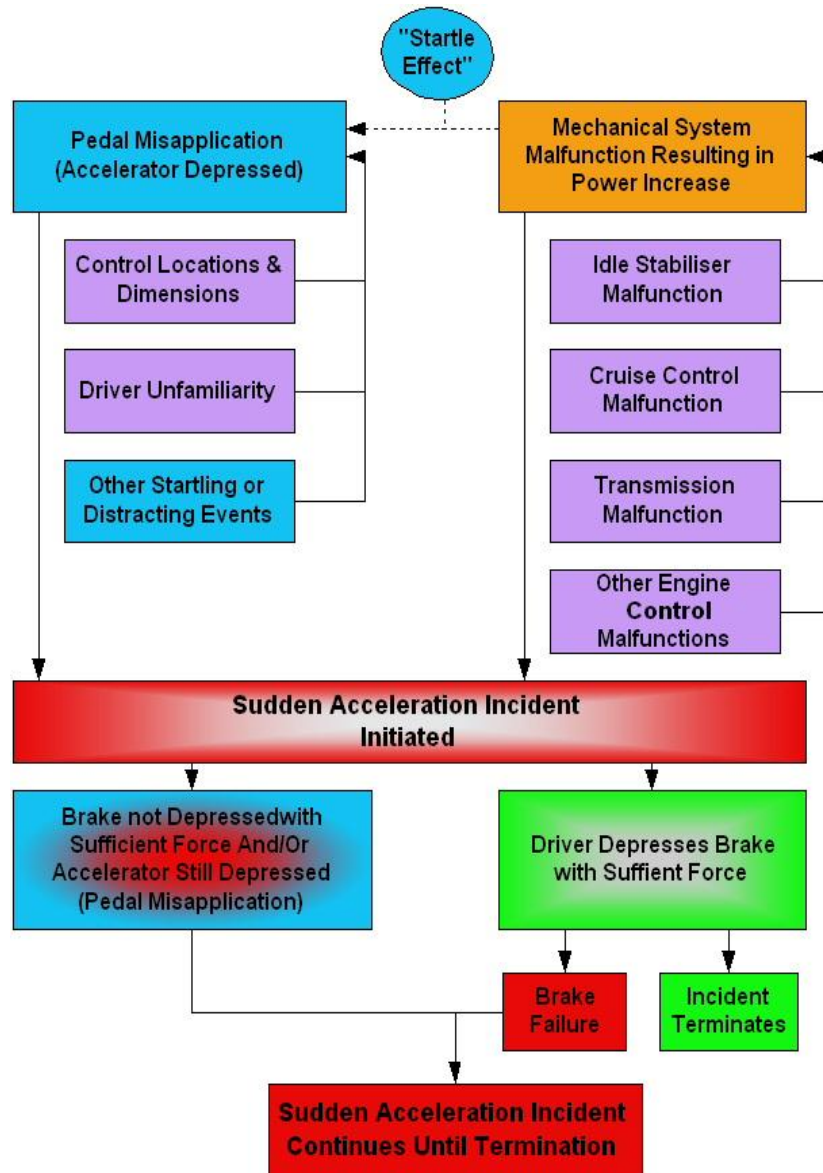 "Startle
Effect"
Pedal Misapplication
(Accelerator Depressed)
Mechanical System
Malfunction Resulting in
Power Increase
Control Locations &
Dimensions
Idle Stabiliser
Malfunction
Driver Unfamiliarity
Cruise Control
Malfunction
Other Startling or
Distracting Events
Transmission
Malfunction
Other Engine
Control
Malfunctions
Sudden Acceleration Incident
Initiated
Brake not Depressedwith
Sufficient Force And/Or
Accelerator Still Depressed
(Pedal Misapplication)
Driver Depresses Brake
with Suffient Force
Brake
Failure
Incident
Terminates
Sudden Acceleration Incident
Continues Until Termination